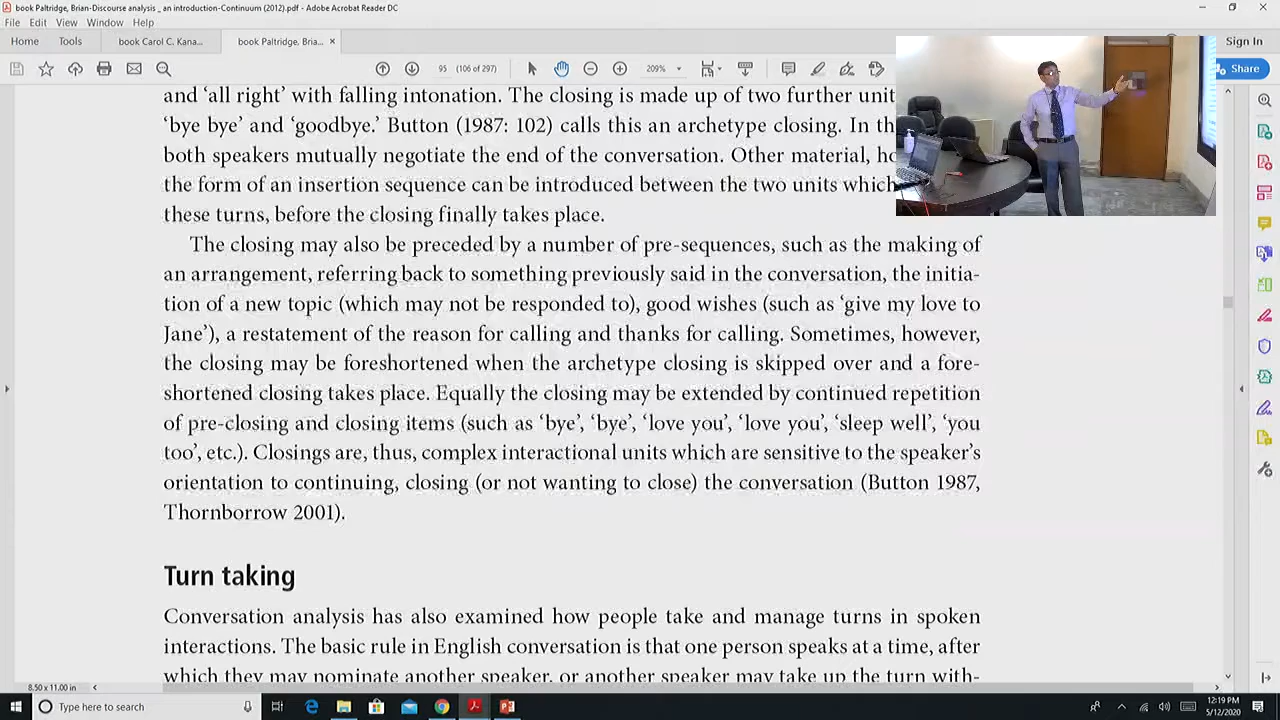 book Paltridge, Brian-Discourse analysis _ an introduction-Continuum (2012).pdf - Adobe Acrobat Reader DC
File Edit View Window Help
Home Tools book Carol C. Kana... book Paltridge, Bria... × Sign In
95 (106 of 297) 209% Share
and ‘all right’ with falling intonation. The closing is made up of two further unit
‘bye bye’ and ‘goodbye.’ Button (1987: 102) calls this an archetype closing. In th
both speakers mutually negotiate the end of the conversation. Other material, ho
the form of an insertion sequence can be introduced between the two units which
these turns, before the closing finally takes place.
The closing may also be preceded by a number of pre-sequences, such as the making of
an arrangement, referring back to something previously said in the conversation, the initia-
tion of a new topic (which may not be responded to), good wishes (such as ‘give my love to
Jane’), a restatement of the reason for calling and thanks for calling. Sometimes, however,
the closing may be foreshortened when the archetype closing is skipped over and a fore-
shortened closing takes place. Equally the closing may be extended by continued repetition
of pre-closing and closing items (such as ‘bye’, ‘bye’, ‘love you’, ‘love you’, ‘sleep well’, ‘you
too’, etc.). Closings are, thus, complex interactional units which are sensitive to the speaker’s
orientation to continuing, closing (or not wanting to close) the conversation (Button 1987,
Thornborrow 2001).
Turn taking
Conversation analysis has also examined how people take and manage turns in spoken
interactions. The basic rule in English conversation is that one person speaks at a time, after
which they may nominate another speaker, or another speaker may take up the turn with-
8.50 x 11.00 in
Type here to search
12:19 PM
5/12/2020